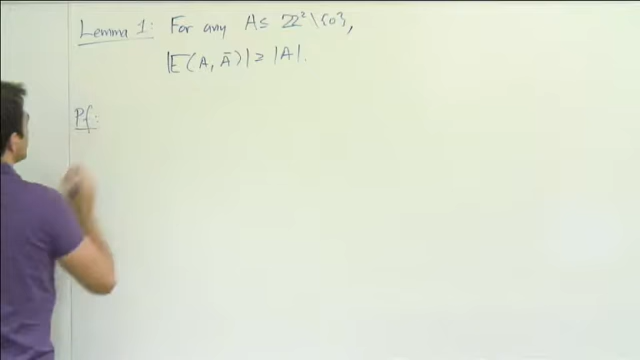 Lemma 1: For any A ⊆ ℤ² \ {0},
|E(A, Ā)| ≥ |A|.
Pf: